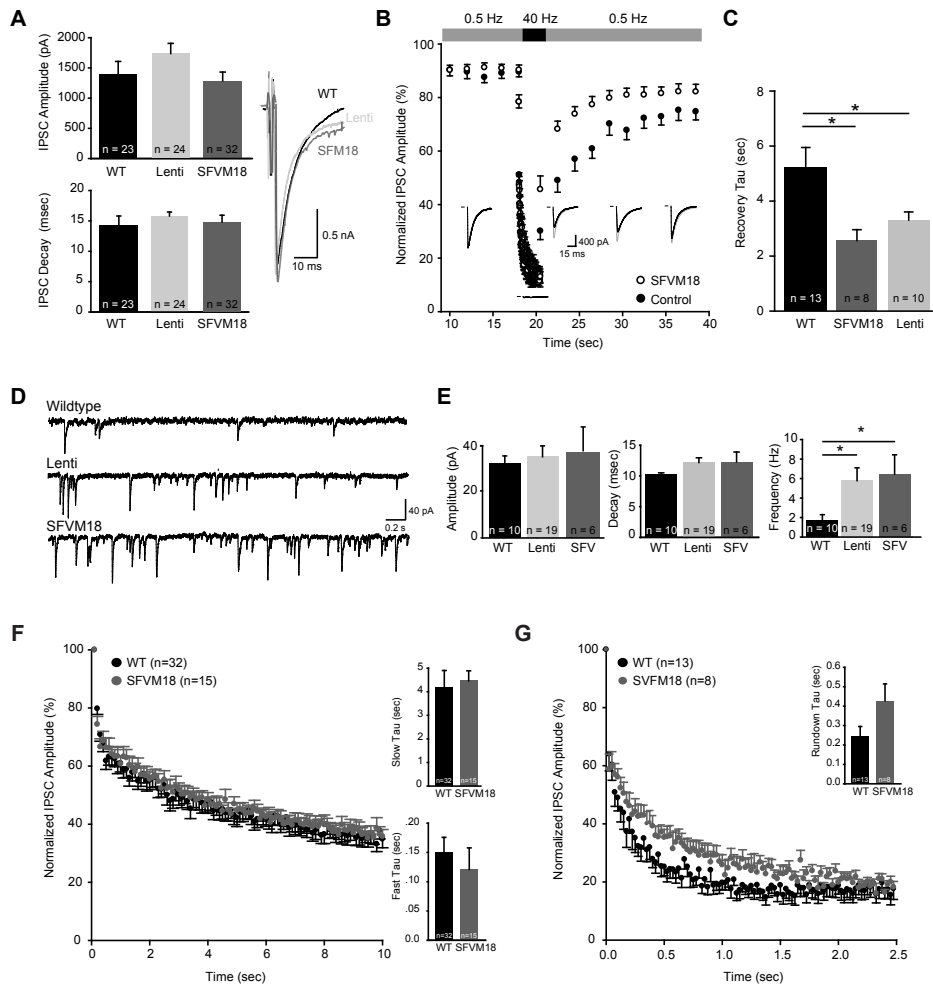 A
IPSC Amplitude (pA)
2000
1500
1000
500
0
n = 23
n = 24
n = 32
WT
Lenti
SFVM18
IPSC Decay (msec)
20
15
10
5
0
n = 23
n = 24
n = 32
WT
Lenti
SFVM18
WT
Lenti
SFM18
0.5 nA
10 ms
B
0.5 Hz
40 Hz
0.5 Hz
Normalized IPSC Amplitude (%)
100
80
60
40
20
0
400 pA
15 ms
SFVM18
Control
10
15
20
25
30
35
40
Time (sec)
C
Recovery Tau (sec)
8
6
4
2
0
*
*
n = 13
n = 8
n = 10
WT
SFVM18
Lenti
D
Wildtype
Lenti
SFVM18
40 pA
0.2 s
E
Amplitude (pA)
40
20
0
n = 10
n = 19
n = 6
WT
Lenti
SFV
Decay (msec)
15
10
5
0
n = 10
n = 19
n = 6
WT
Lenti
SFV
Frequency (Hz)
10
8
6
4
2
0
*
*
n = 10
n = 19
n = 6
WT
Lenti
SFV
F
Normalized IPSC Amplitude (%)
100
80
60
40
20
0
WT (n=32)
SFVM18 (n=15)
0
2
4
6
8
10
Time (sec)
Slow Tau (sec)
5
4
3
2
1
0
n=32
n=15
WT SFVM18
Fast Tau (sec)
.20
.15
.10
.05
.0
n=32
n=15
WT SFVM18
G
Normalized IPSC Amplitude (%)
100
80
60
40
20
0
WT (n=13)
SVFM18 (n=8)
0.0
0.5
1.0
1.5
2.0
2.5
Time (sec)
Rundown Tau (sec)
0.6
0.5
0.4
0.3
0.2
0.1
0.0
n=13
n=8
WT SFVM18